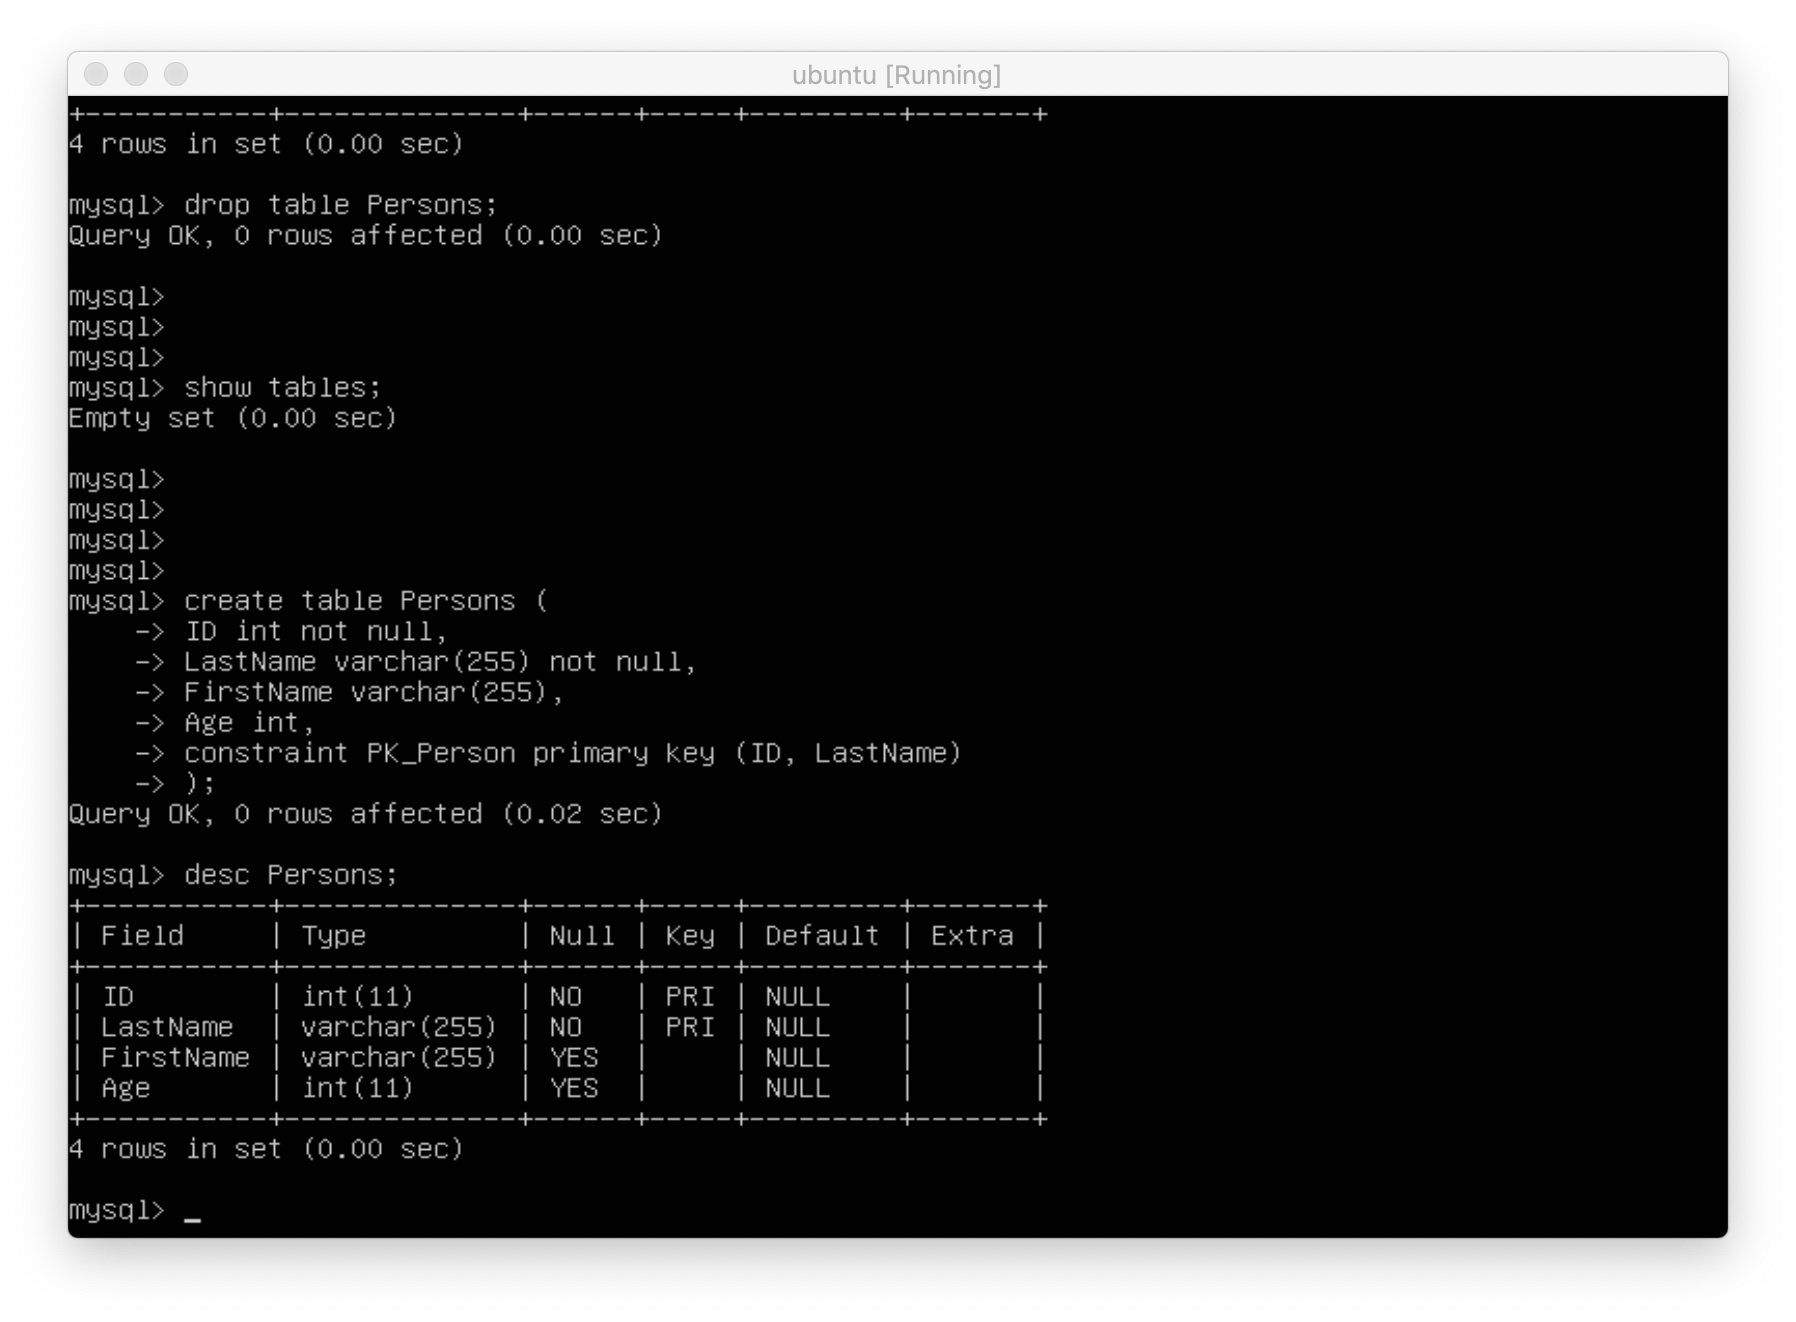 ubuntu [Running]
+-----------+--------------+------+-----+---------+-------+
4 rows in set (0.00 sec)
mysql> drop table Persons;
Query OK, 0 rows affected (0.00 sec)
mysql>
mysql>
mysql>
mysql> show tables;
Empty set (0.00 sec)
mysql>
mysql>
mysql>
mysql>
mysql> create table Persons (
    -> ID int not null,
    -> LastName varchar(255) not null,
    -> FirstName varchar(255),
    -> Age int,
    -> constraint PK_Person primary key (ID, LastName)
    -> );
Query OK, 0 rows affected (0.02 sec)
mysql> desc Persons;
+-----------+--------------+------+-----+---------+-------+
| Field     | Type         | Null | Key | Default | Extra |
+-----------+--------------+------+-----+---------+-------+
| ID        | int(11)      | NO   | PRI | NULL    |       |
| LastName  | varchar(255) | NO   | PRI | NULL    |       |
| FirstName | varchar(255) | YES  |     | NULL    |       |
| Age       | int(11)      | YES  |     | NULL    |       |
+-----------+--------------+------+-----+---------+-------+
4 rows in set (0.00 sec)
mysql> _